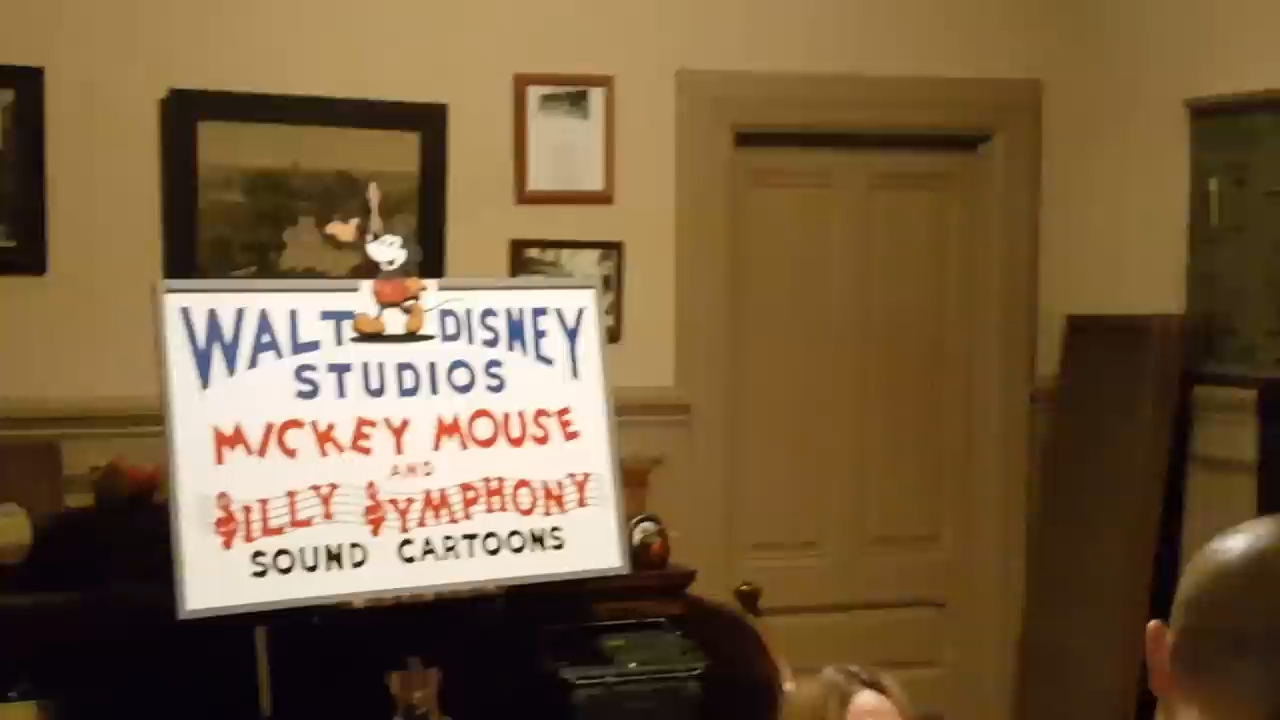 WALT DISNEY
STUDIOS
MICKEY MOUSE
AND
SILLY SYMPHONY
SOUND CARTOONS